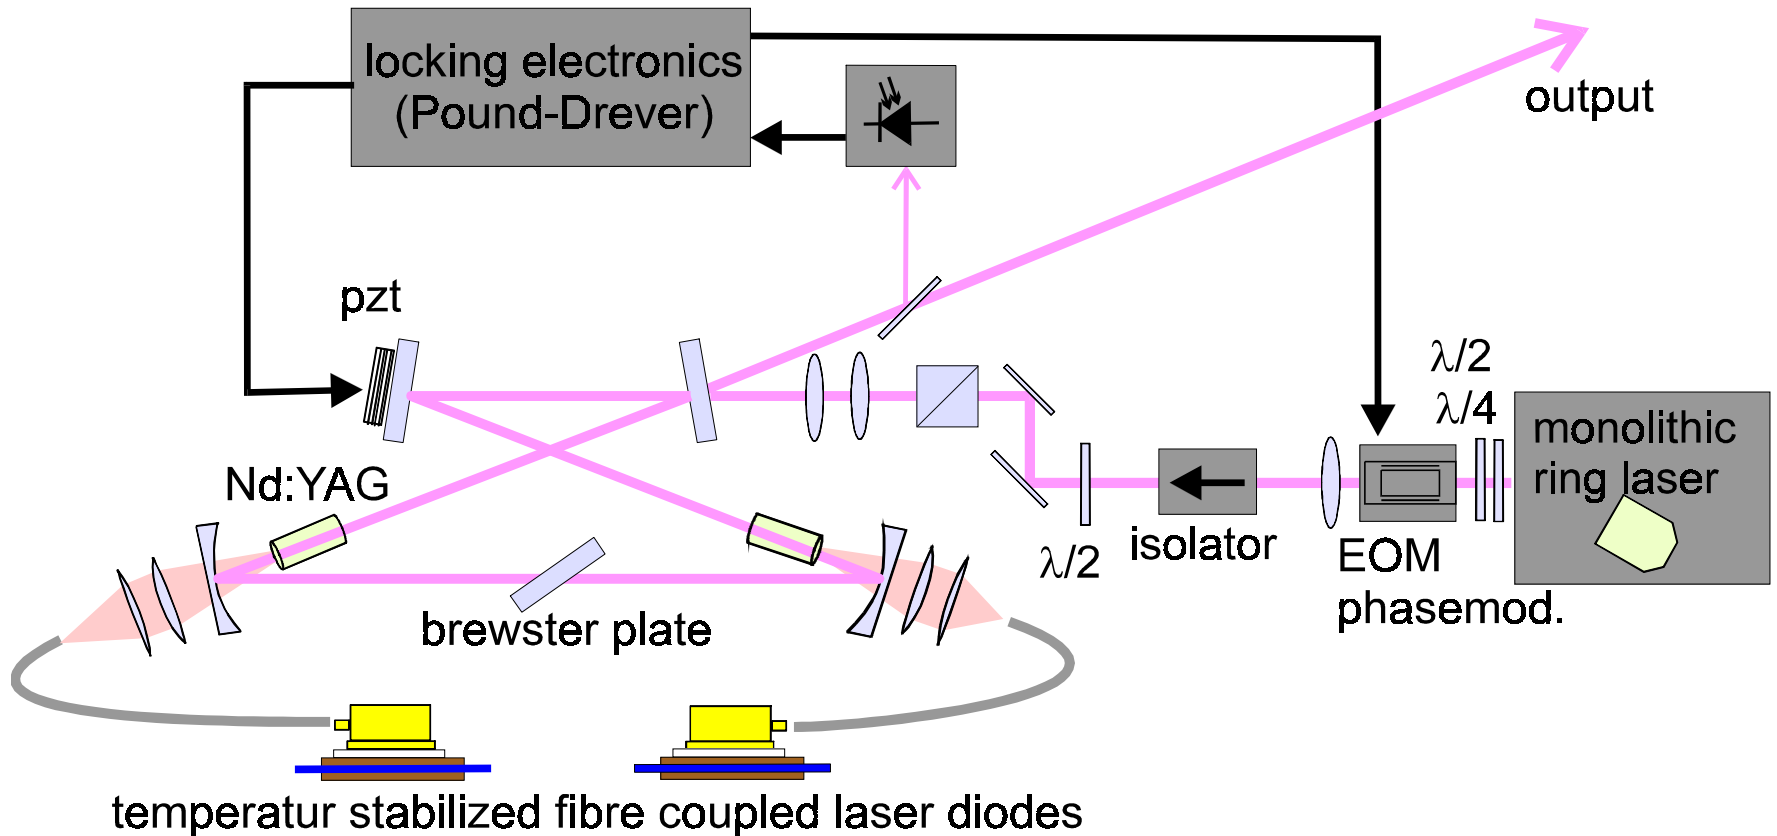 locking electronics
(Pound-Drever)
output
pzt
λ/2
λ/4
monolithic
ring laser
Nd:YAG
isolator
EOM
phasemod.
λ/2
brewster plate
temperatur stabilized fibre coupled laser diodes